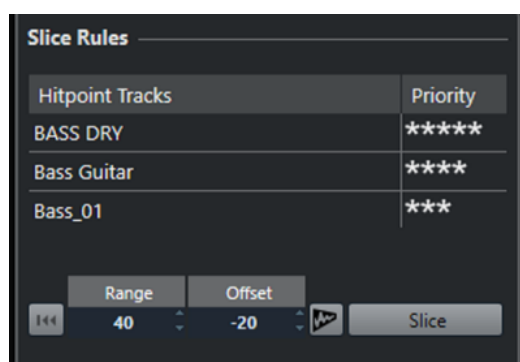 Slice Rules
Hitpoint Tracks Priority
BASS DRY *****
Bass Guitar ****
Bass_01 ***
Range Offset
40 -20 Slice